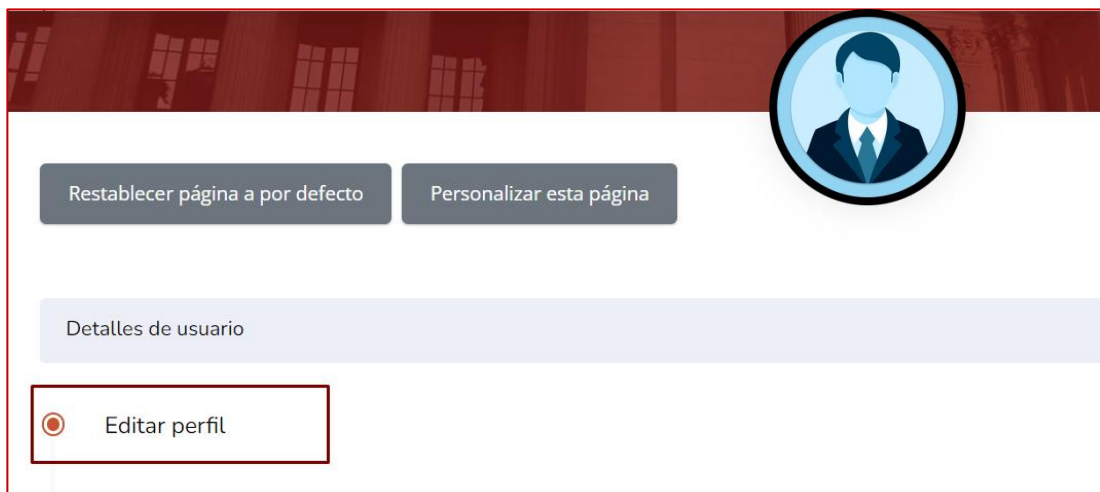 Restablecer página a por defecto
Personalizar esta página
Detalles de usuario
Editar perfil